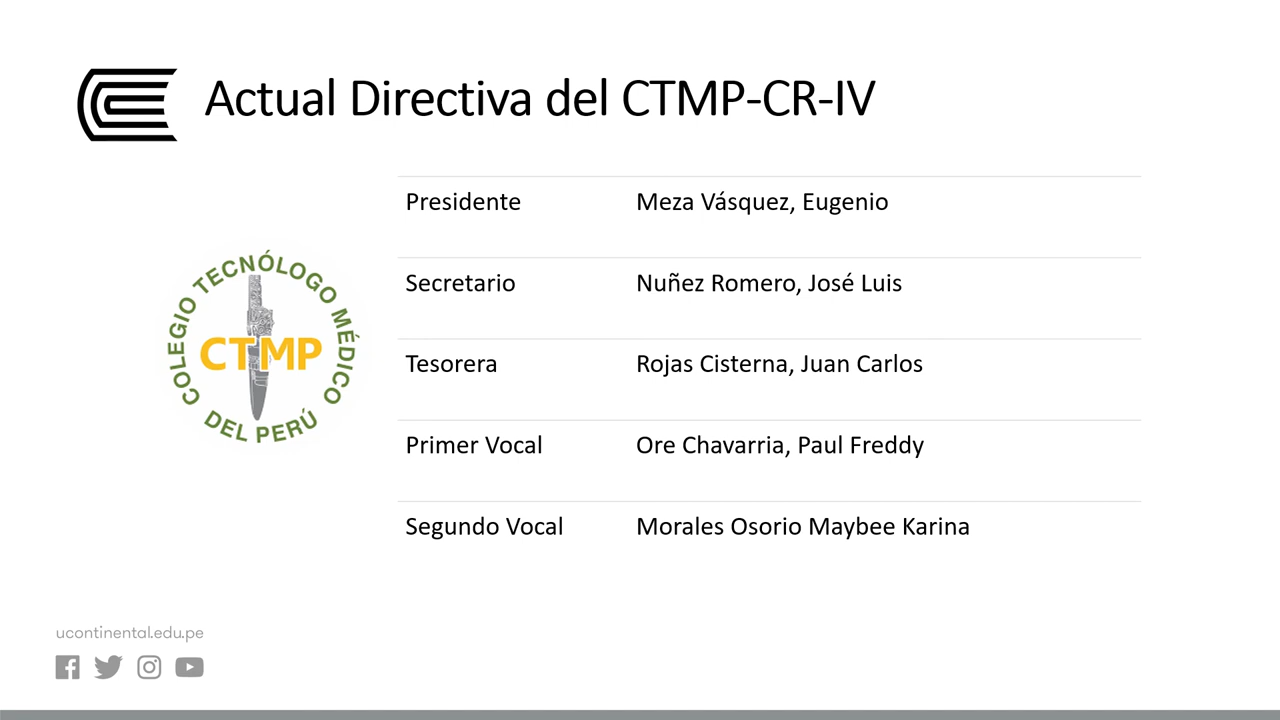 Actual Directiva del CTMP-CR-IV
Presidente Meza Vásquez, Eugenio
Secretario Nuñez Romero, José Luis
Tesorera Rojas Cisterna, Juan Carlos
Primer Vocal Ore Chavarria, Paul Freddy
Segundo Vocal Morales Osorio Maybee Karina
COLEGIO TECNÓLOGO MÉDICO
CTMP
DEL PERÚ
ucontinental.edu.pe